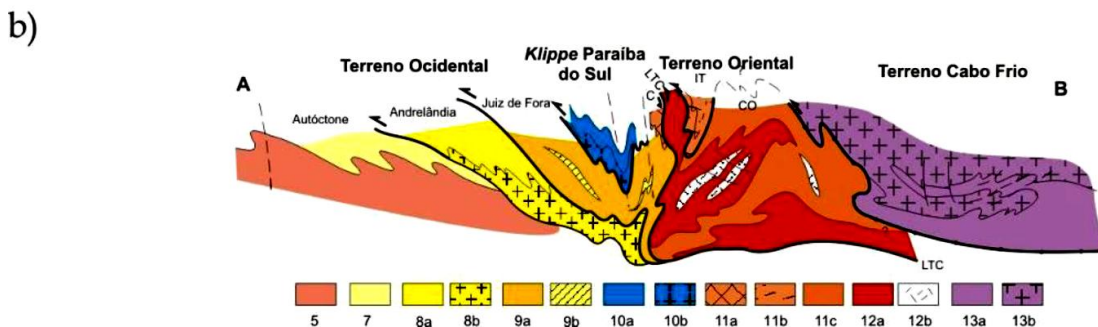 b)
Klippe Paraíba
do Sul
Terreno Ocidental
Terreno Oriental
Terreno Cabo Frio
A
B
LTC
IT
C
CO
Juiz de Fora
Andrelândia
Autóctone
?
LTC
5 7 8a 8b 9a 9b 10a 10b 11a 11b 11c 12a 12b 13a 13b